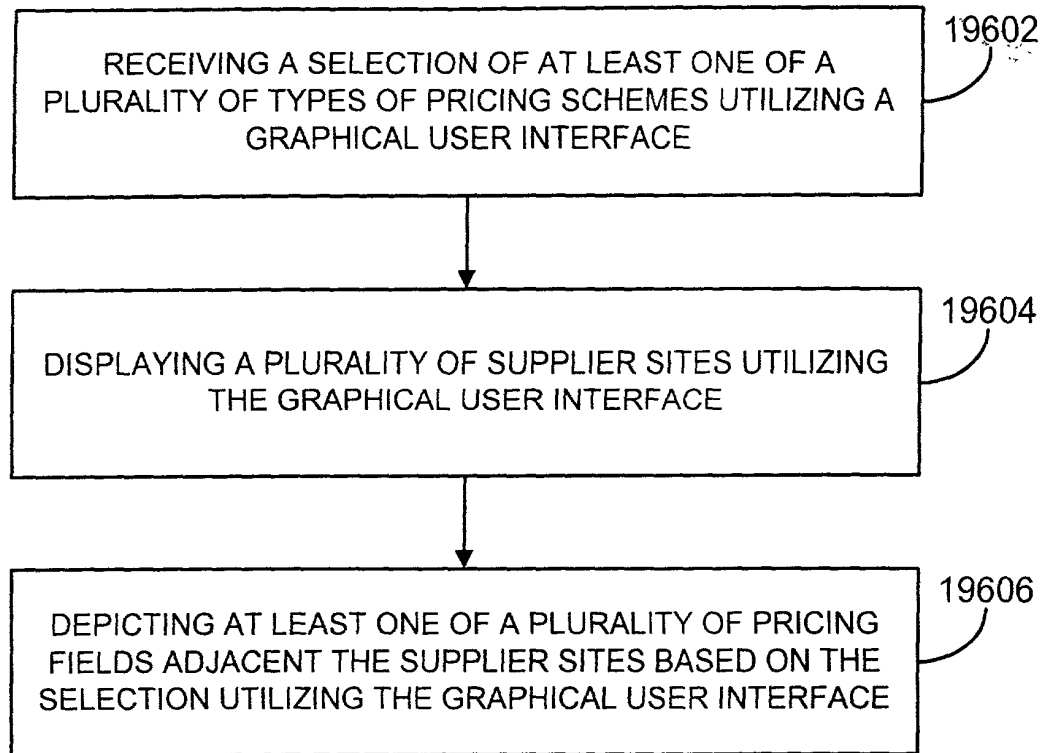 19602
RECEIVING A SELECTION OF AT LEAST ONE OF A
PLURALITY OF TYPES OF PRICING SCHEMES UTILIZING A
GRAPHICAL USER INTERFACE
19604
DISPLAYING A PLURALITY OF SUPPLIER SITES UTILIZING
THE GRAPHICAL USER INTERFACE
19606
DEPICTING AT LEAST ONE OF A PLURALITY OF PRICING
FIELDS ADJACENT THE SUPPLIER SITES BASED ON THE
SELECTION UTILIZING THE GRAPHICAL USER INTERFACE